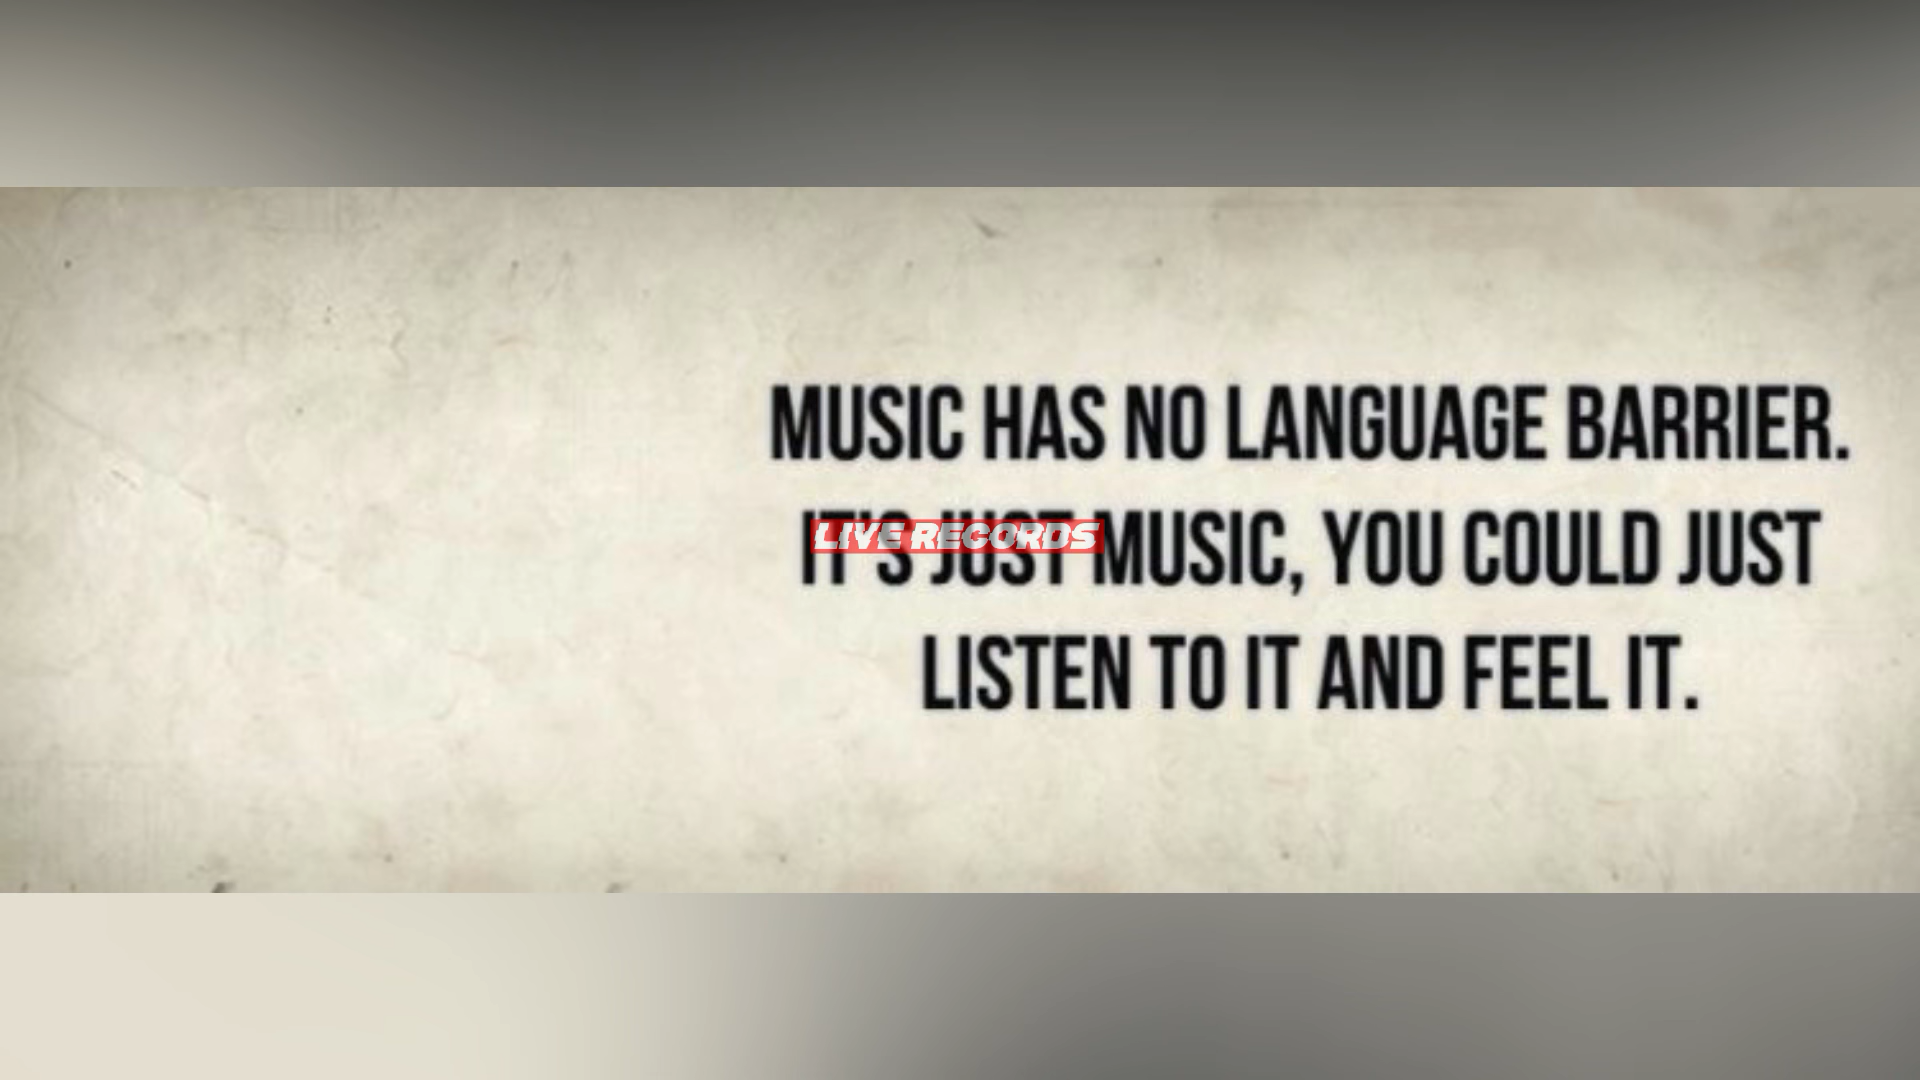 MUSIC HAS NO LANGUAGE BARRIER.
IT'S JUST MUSIC, YOU COULD JUST
LISTEN TO IT AND FEEL IT.
LIVE RECORDS